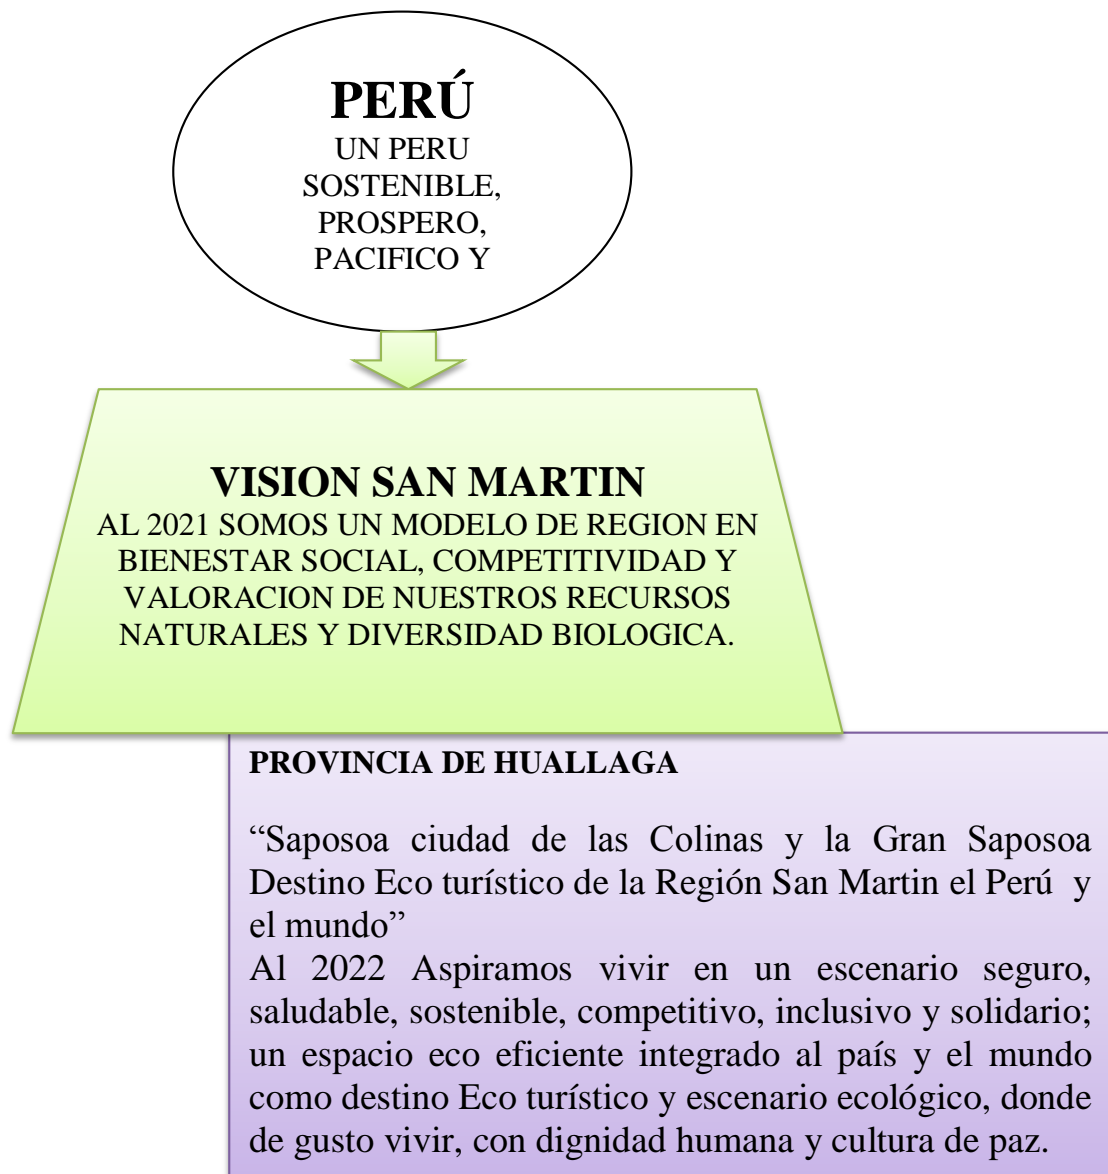 PERÚ
UN PERU
SOSTENIBLE,
PROSPERO,
PACIFICO Y
VISION SAN MARTIN
AL 2021 SOMOS UN MODELO DE REGION EN
BIENESTAR SOCIAL, COMPETITIVIDAD Y
VALORACION DE NUESTROS RECURSOS
NATURALES Y DIVERSIDAD BIOLOGICA.
PROVINCIA DE HUALLAGA
“Saposoa ciudad de las Colinas y la Gran Saposoa
Destino Eco turístico de la Región San Martin el Perú y
el mundo”
Al 2022 Aspiramos vivir en un escenario seguro,
saludable, sostenible, competitivo, inclusivo y solidario;
un espacio eco eficiente integrado al país y el mundo
como destino Eco turístico y escenario ecológico, donde
de gusto vivir, con dignidad humana y cultura de paz.